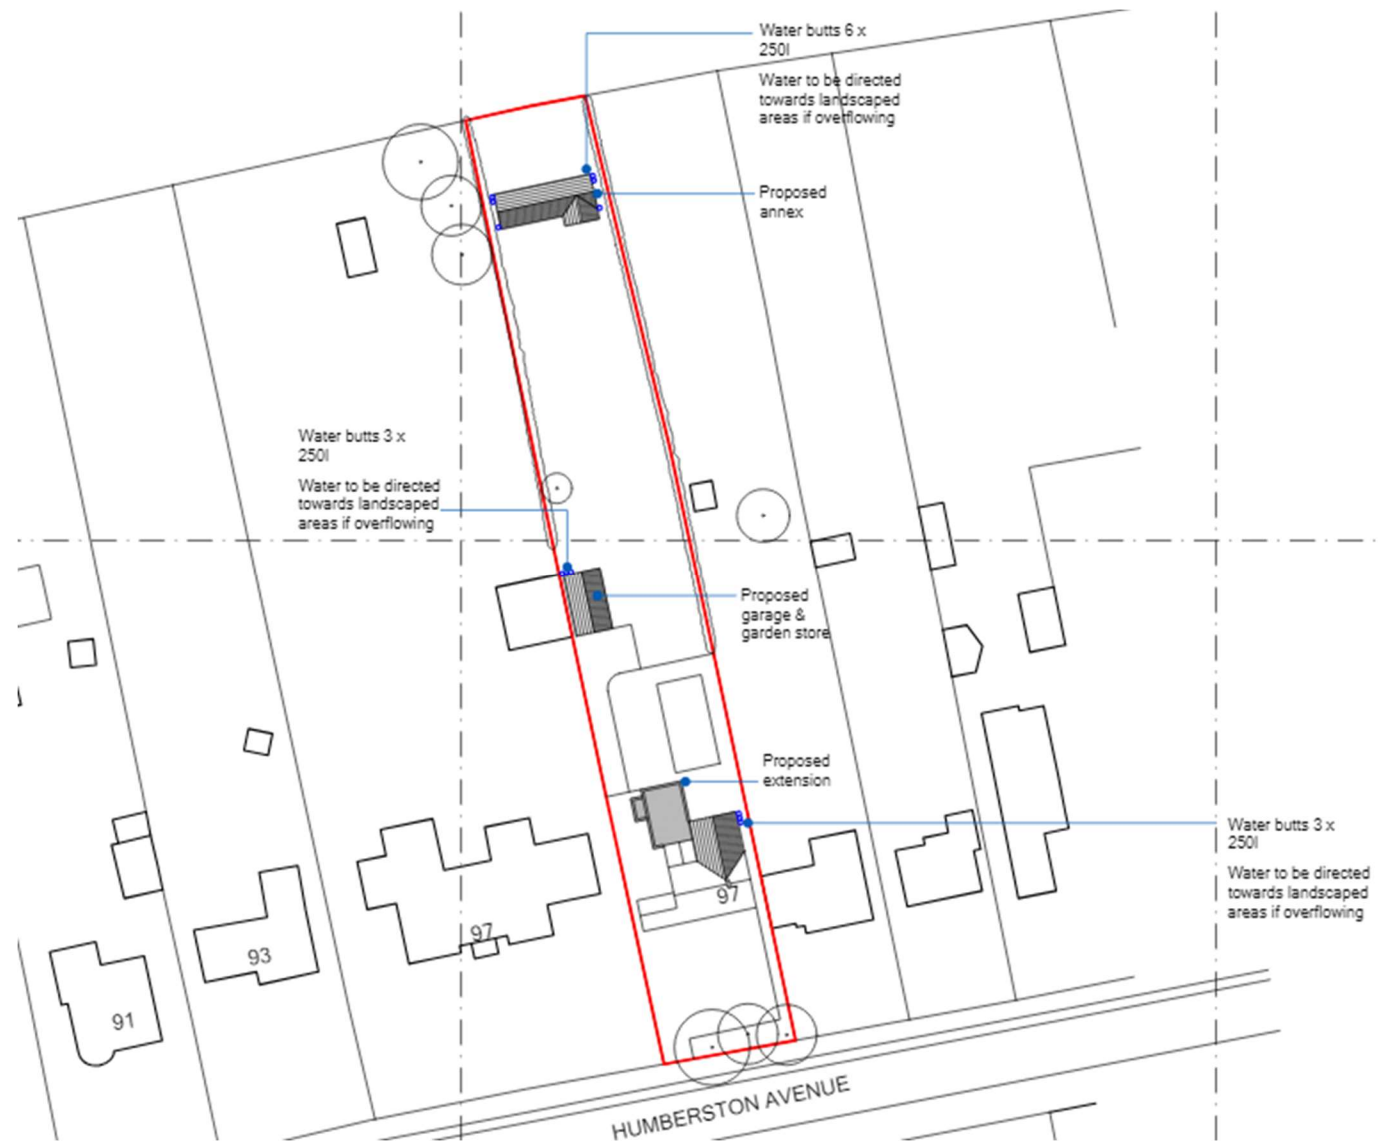 Water butts 6 x
250l
Water to be directed
towards landscaped
areas if overflowing
Proposed
annex
Water butts 3 x
250l
Water to be directed
towards landscaped
areas if overflowing
Proposed
garage &
garden store
Proposed
extension
Water butts 3 x
250l
Water to be directed
towards landscaped
areas if overflowing
97
97
93
91
HUMBERSTON AVENUE